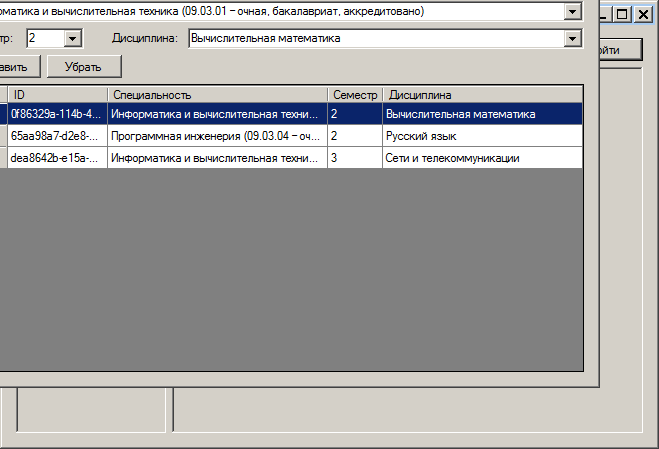 рматика и вычислительная техника (09.03.01 – очная, бакалавриат, аккредитовано)
тр: 2 Дисциплина: Вычислительная математика
ойти
авить Убрать
ID Специальность Семестр Дисциплина
0f86329a-114b-4... Информатика и вычислительная техни... 2 Вычислительная математика
65aa98a7-d2e8-... Программная инженерия (09.03.04 – оч... 2 Русский язык
dea8642b-e15a-... Информатика и вычислительная техни... 3 Сети и телекоммуникации